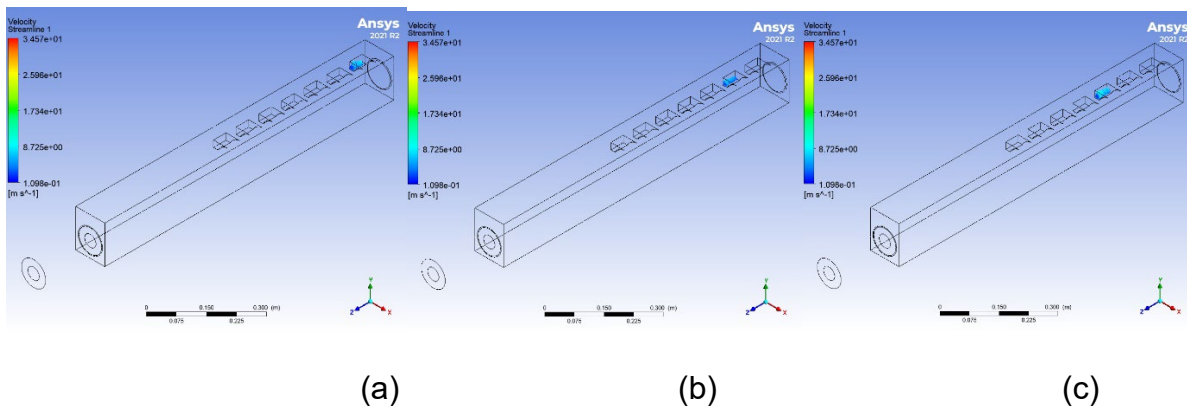 Velocity
Streamline 1
3.457e+01
2.596e+01
1.734e+01
8.725e+00
1.098e-01
[m s^-1]
Ansys
2021 R2
0 0.150 0.300 (m)
0.075 0.225
Y
Z X
(a)
Velocity
Streamline 1
3.457e+01
2.596e+01
1.734e+01
8.725e+00
1.098e-01
[m s^-1]
Ansys
2021 R2
0 0.150 0.300 (m)
0.075 0.225
Y
Z X
(b)
Velocity
Streamline 1
3.457e+01
2.596e+01
1.734e+01
8.725e+00
1.098e-01
[m s^-1]
Ansys
2021 R2
0 0.150 0.300 (m)
0.075 0.225
Y
Z X
(c)